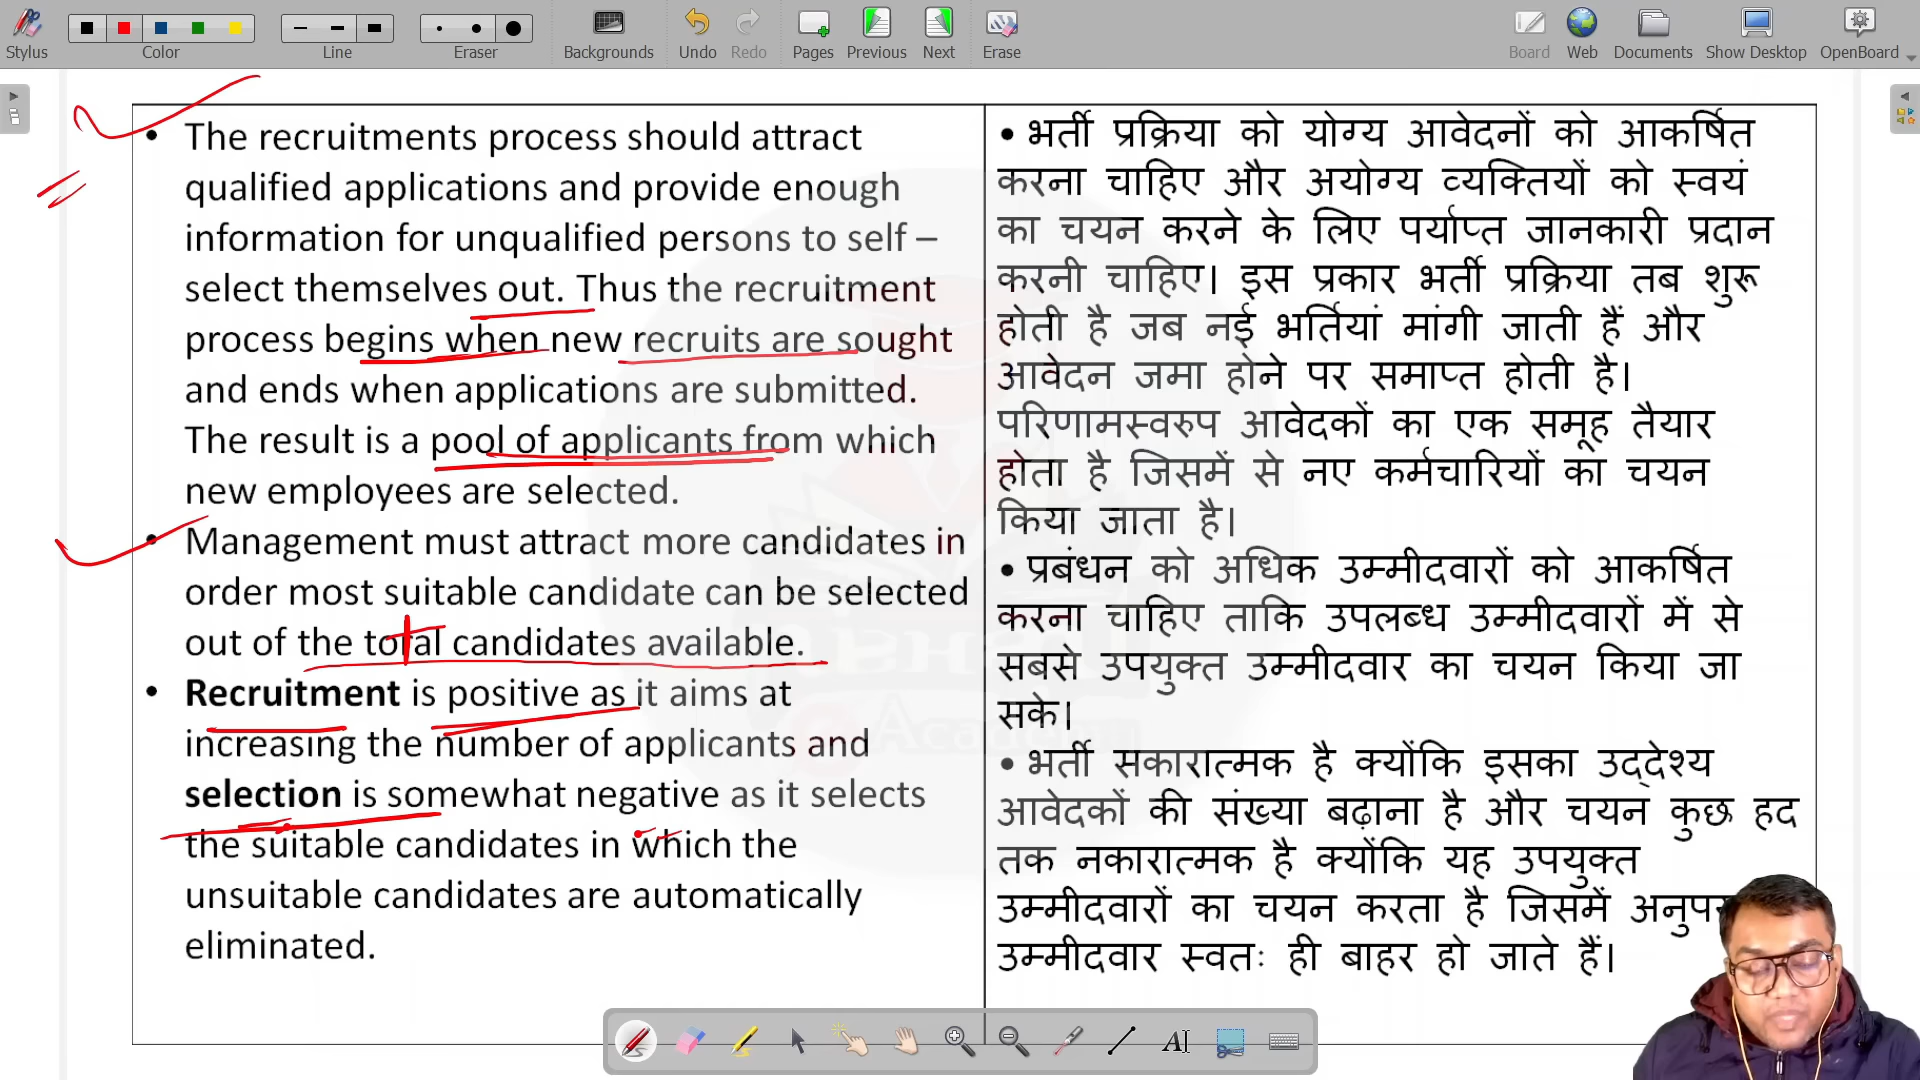 Stylus
Color
Line
Eraser
Backgrounds
Undo
Redo
Pages
Previous
Next
Erase
Board
Web
Documents
Show Desktop
OpenBoard
• The recruitments process should attract
qualified applications and provide enough
information for unqualified persons to self –
select themselves out. Thus the recruitment
process begins when new recruits are sought
and ends when applications are submitted.
The result is a pool of applicants from which
new employees are selected.
• Management must attract more candidates in
order most suitable candidate can be selected
out of the total candidates available.
• Recruitment is positive as it aims at
increasing the number of applicants and
selection is somewhat negative as it selects
the suitable candidates in which the
unsuitable candidates are automatically
eliminated.
• भर्ती प्रक्रिया को योग्य आवेदनों को आकर्षित
करना चाहिए और अयोग्य व्यक्तियों को स्वयं
का चयन करने के लिए पर्याप्त जानकारी प्रदान
करनी चाहिए। इस प्रकार भर्ती प्रक्रिया तब शुरू
होती है जब नई भर्तियां मांगी जाती हैं और
आवेदन जमा होने पर समाप्त होती है।
परिणामस्वरुप आवेदकों का एक समूह तैयार
होता है जिसमें से नए कर्मचारियों का चयन
किया जाता है।
• प्रबंधन को अधिक उम्मीदवारों को आकर्षित
करना चाहिए ताकि उपलब्ध उम्मीदवारों में से
सबसे उपयुक्त उम्मीदवार का चयन किया जा
सके।
• भर्ती सकारात्मक है क्योंकि इसका उद्देश्य
आवेदकों की संख्या बढ़ाना है और चयन कुछ हद
तक नकारात्मक है क्योंकि यह उपयुक्त
उम्मीदवारों का चयन करता है जिसमें
उम्मीदवार स्वतः ही बाहर हो जाते हैं।
Academy